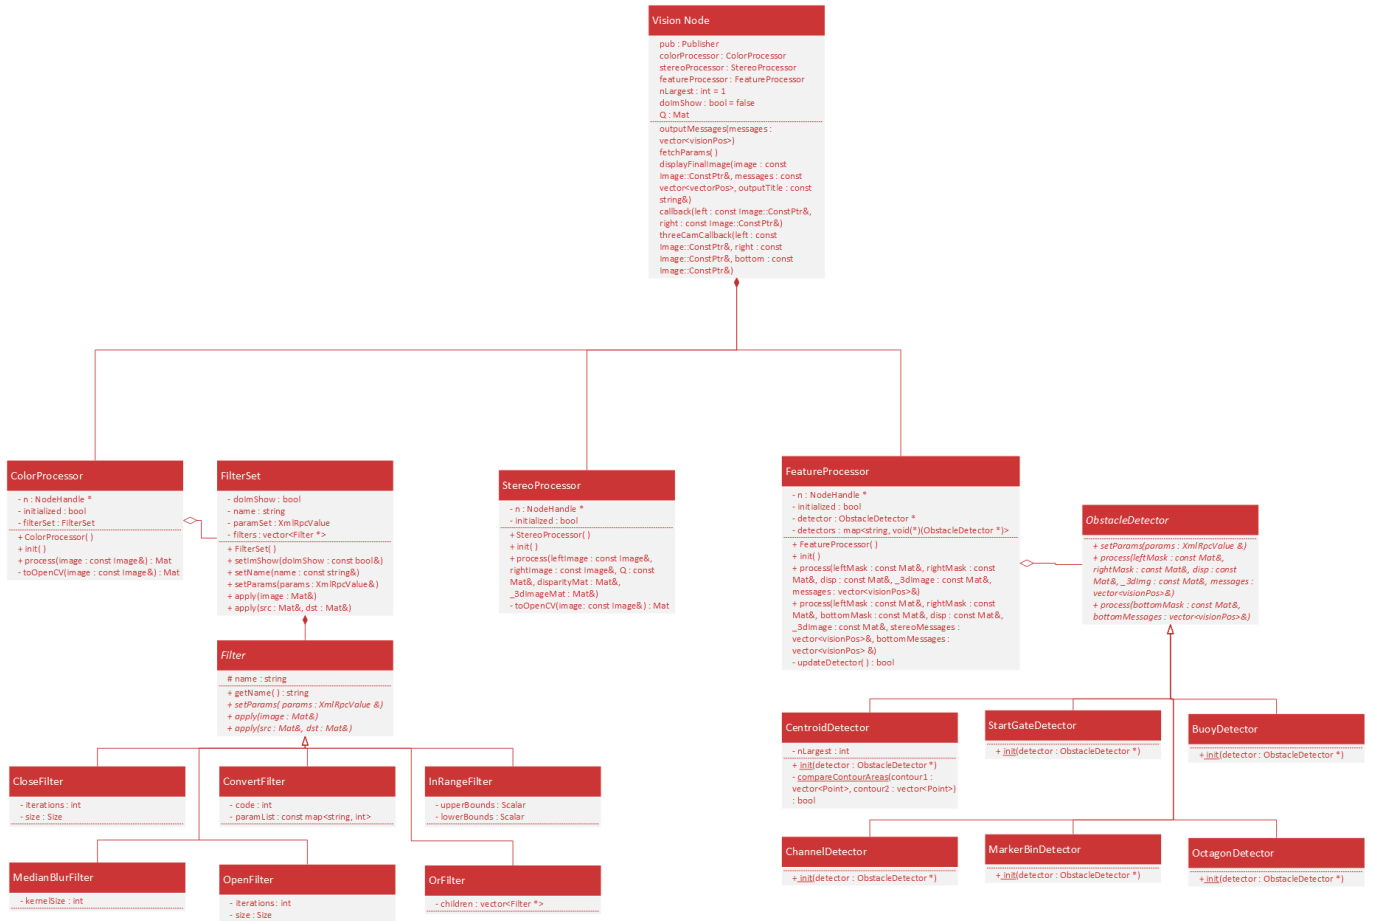 Vision Node
pub : Publisher
colorProcessor : ColorProcessor
stereoProcessor : StereoProcessor
featureProcessor : FeatureProcessor
nLargest : int = 1
doImShow : bool = false
Q : Mat
outputMessages(messages :
vector<visionPos>)
fetchParams( )
displayFinalImage(image : const
Image::ConstPtr&, messages : const
vector<vectorPos>, outputTitle : const
string&)
callback(left : const Image::ConstPtr&,
right : const Image::ConstPtr&)
threeCamCallback(left : const
Image::ConstPtr&, right : const
Image::ConstPtr&, bottom : const
Image::ConstPtr&)
ColorProcessor
- n : NodeHandle *
- initialized : bool
- filterSet : FilterSet
+ ColorProcessor( )
+ init( )
+ process(image : const Image&) : Mat
- toOpenCV(image : const Image&) : Mat
FilterSet
- doImShow : bool
- name : string
- paramSet : XmlRpcValue
- filters : vector<Filter *>
+ FilterSet( )
+ setImShow(doImShow : const bool&)
+ setName(name : const string&)
+ setParams(params : XmlRpcValue&)
+ apply(image : Mat&)
+ apply(src : Mat&, dst : Mat&)
StereoProcessor
- n : NodeHandle *
- initialized : bool
+ StereoProcessor( )
+ init( )
+ process(leftImage : const Image&,
rightImage : const Image&, Q : const
Mat&, disparityMat : Mat&,
_3dImageMat : Mat&)
- toOpenCV(image: const Image&) : Mat
FeatureProcessor
- n : NodeHandle *
- initialized : bool
- detector : ObstacleDetector *
- detectors : map<string, void(*)(ObstacleDetector *)>
+ FeatureProcessor( )
+ init( )
+ process(leftMask : const Mat&, rightMask : const
Mat&, disp : const Mat&, _3dImage : const Mat&,
messages : vector<visionPos>&)
+ process(leftMask : const Mat&, rightMask : const
Mat&, bottomMask : const Mat&, disp : const Mat&,
_3dImage : const Mat&, stereoMessages :
vector<visionPos>&, bottomMessages :
vector<visionPos> &)
- updateDetector( ) : bool
ObstacleDetector
+ setParams(params : XmlRpcValue &)
+ process(leftMask : const Mat&,
rightMask : const Mat&, disp : const
Mat&, _3dImg : const Mat&, messages :
vector<visionPos>&)
+ process(bottomMask : const Mat&,
bottomMessages : vector<visionPos>&)
Filter
# name : string
+ getName( ) : string
+ setParams( params : XmlRpcValue &)
+ apply(image : Mat&)
+ apply(src : Mat&, dst : Mat&)
CloseFilter
- iterations : int
- size : Size
ConvertFilter
- code : int
- paramList : const map<string, int>
InRangeFilter
- upperBounds : Scalar
- lowerBounds : Scalar
MedianBlurFilter
- kernelSize : int
OpenFilter
- iterations : int
- size : Size
OrFilter
- children : vector<Filter *>
CentroidDetector
- nLargest : int
+ init(detector : ObstacleDetector *)
- compareContourAreas(contour1 :
vector<Point>, contour2 : vector<Point>)
: bool
StartGateDetector
+ init(detector : ObstacleDetector *)
BuoyDetector
+ init(detector : ObstacleDetector *)
ChannelDetector
+ init(detector : ObstacleDetector *)
MarkerBinDetector
+ init(detector : ObstacleDetector *)
OctagonDetector
+ init(detector : ObstacleDetector *)